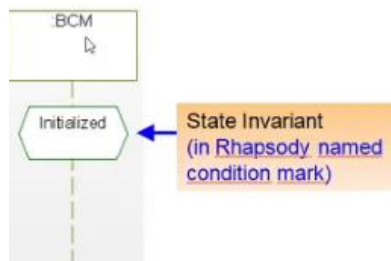 :BCM
Initialized
State Invariant
(in Rhapsody named
condition mark)